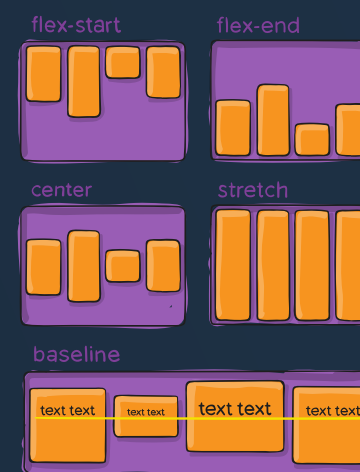 flex-start
flex-end
center
stretch
baseline
text text
text text
text text
text text